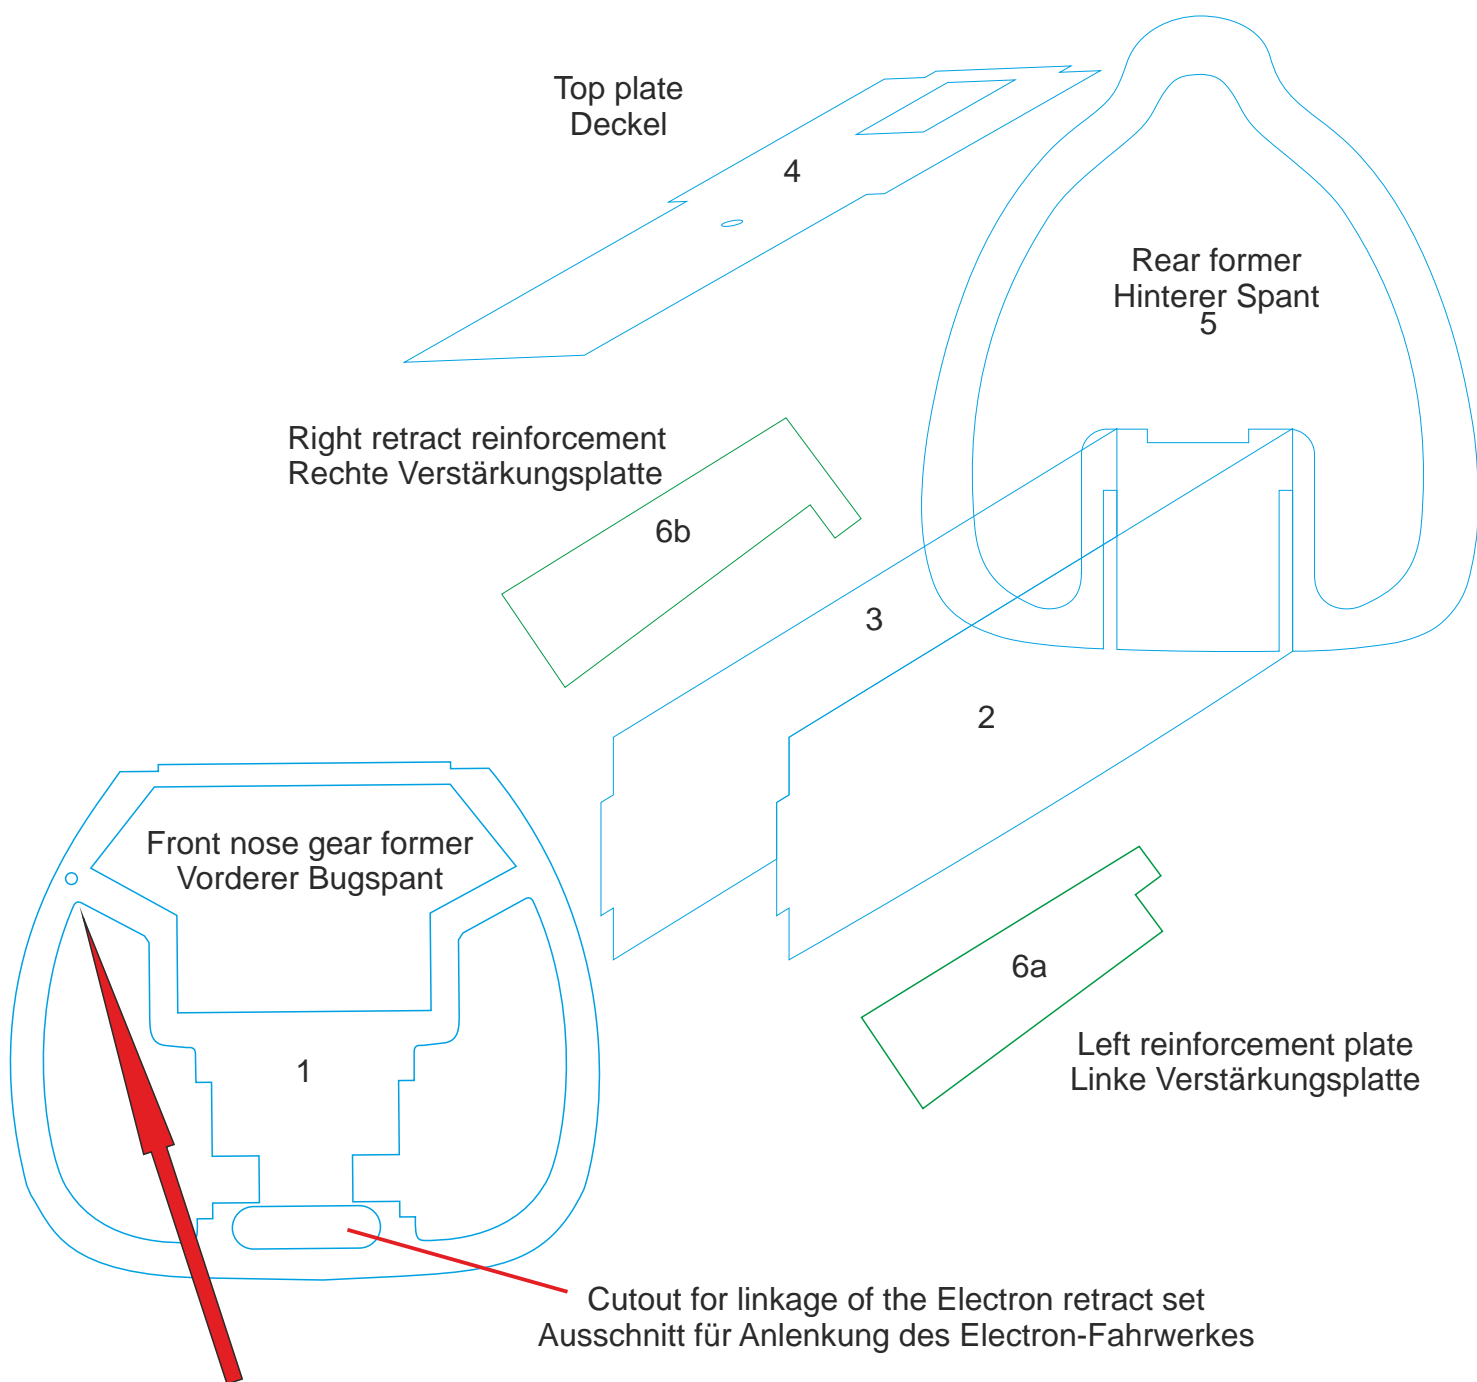 Top plate
Deckel
4
Rear former
Hinterer Spant
5
Right retract reinforcement
Rechte Verstärkungsplatte
6b
3
2
Front nose gear former
Vorderer Bugspant
6a
Left reinforcement plate
Linke Verstärkungsplatte
1
Cutout for linkage of the Electron retract set
Ausschnitt für Anlenkung des Electron-Fahrwerkes